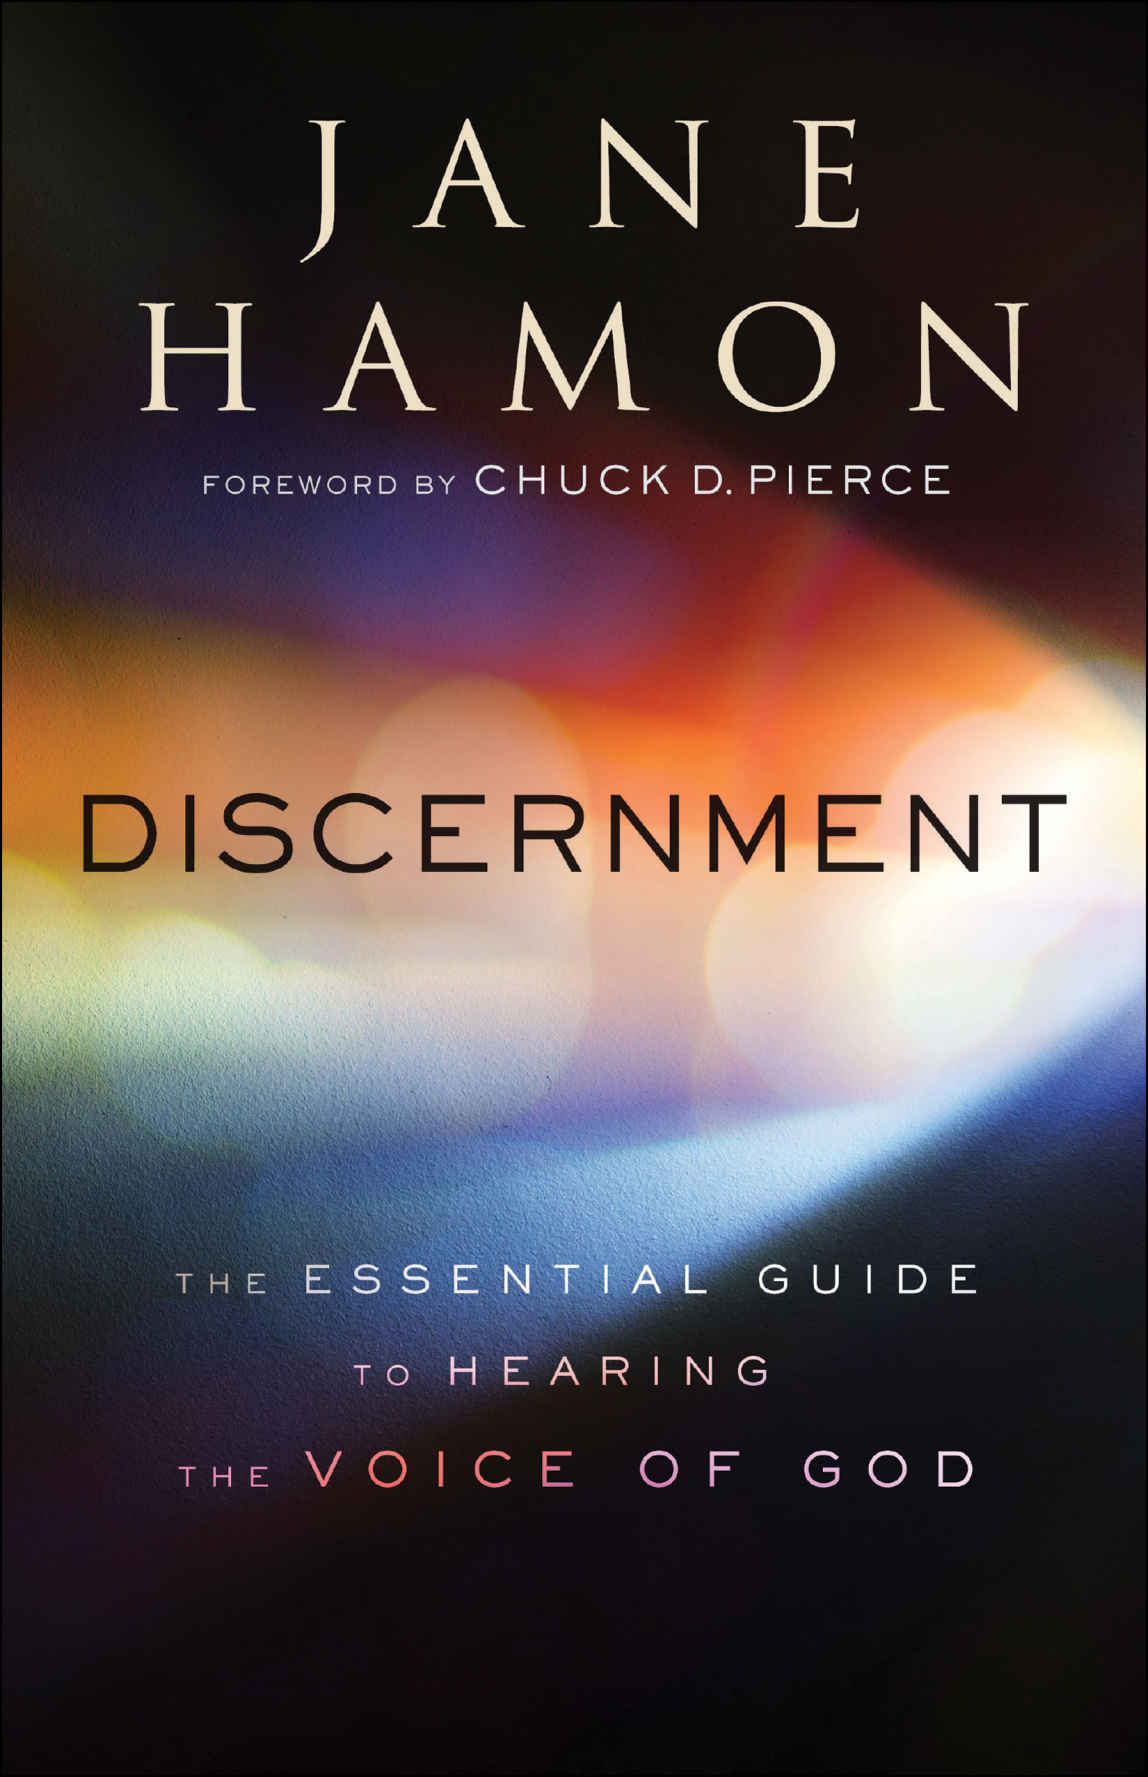 JANE
HAMON
FOREWORD BY CHUCK D. PIERCE
DISCERNMENT
THE ESSENTIAL GUIDE
TO HEARING
THE VOICE OF GOD